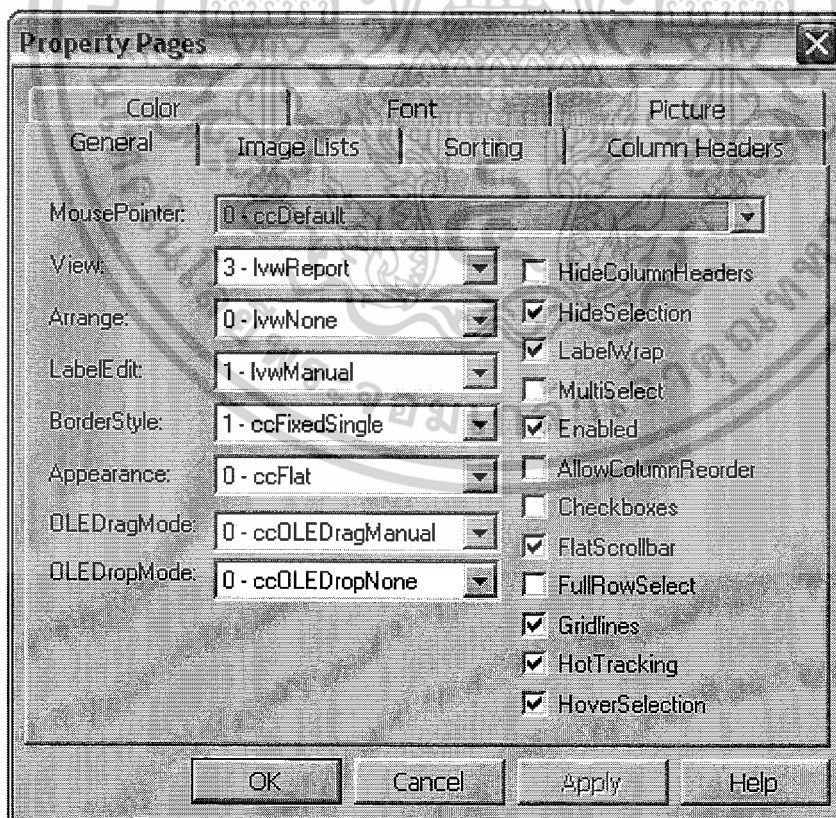 Property Pages
Color Font Picture
General Image Lists Sorting Column Headers
MousePointer: 0 - ccDefault
View: 3 - lvwReport
Arrange: 0 - lvwNone
LabelEdit: 1 - lvwManual
BorderStyle: 1 - ccFixedSingle
Appearance: 0 - ccFlat
OLEDragMode: 0 - ccOLEDragManual
OLEDropMode: 0 - ccOLEDropNone
HideColumnHeaders
HideSelection
LabelWrap
MultiSelect
Enabled
AllowColumnReorder
Checkboxes
FlatScrollbar
FullRowSelect
Gridlines
HotTracking
HoverSelection
OK Cancel Apply Help